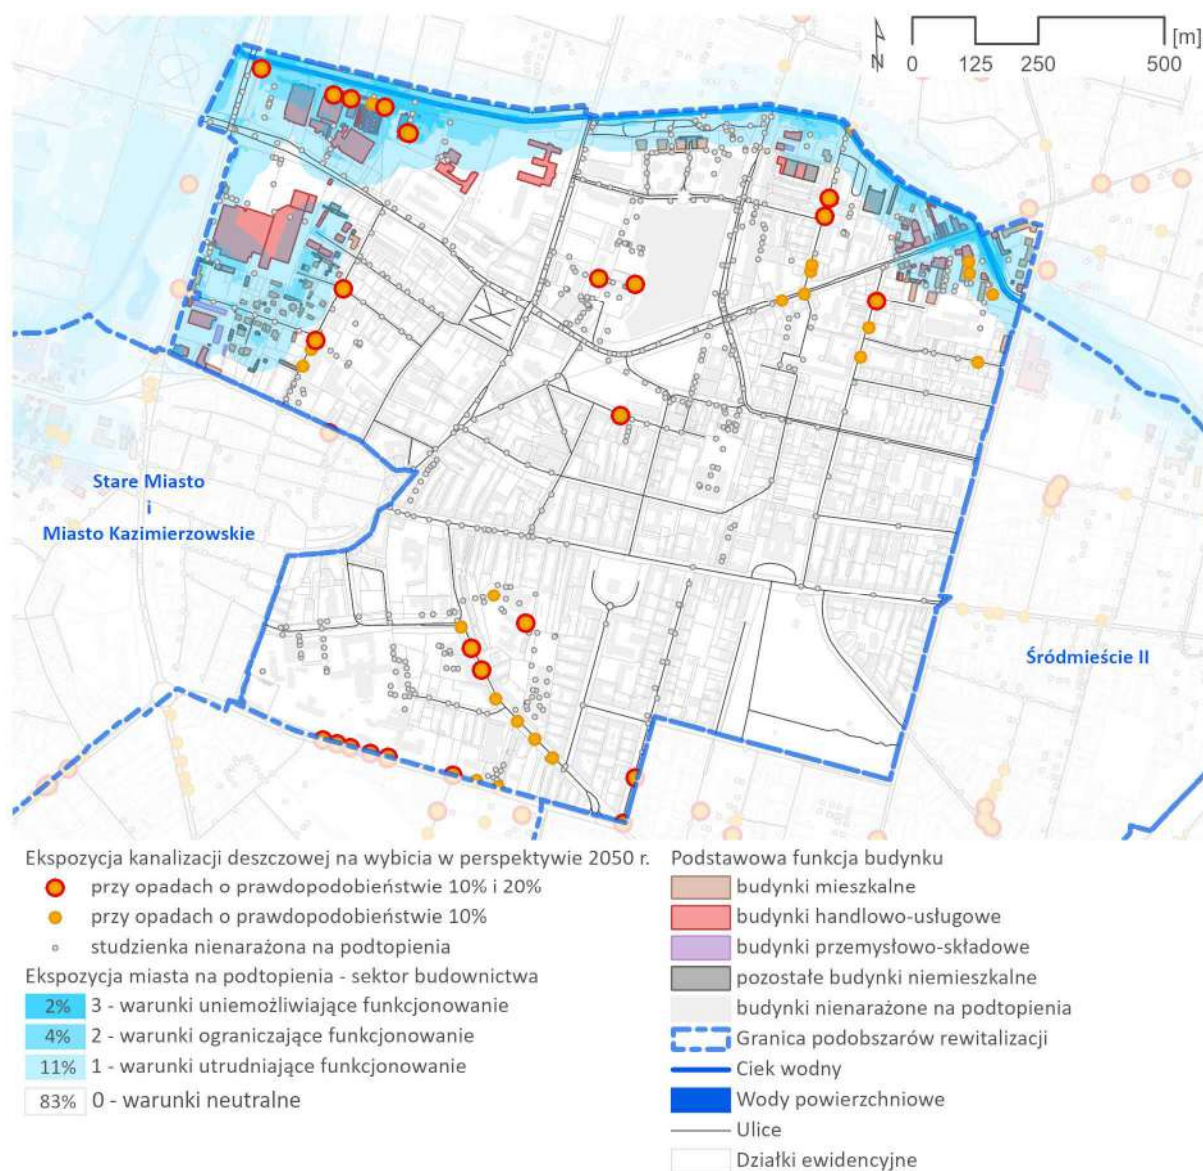 N
[m]
0 125 250 500
Stare Miasto
i
Miasto Kazimierzowskie
Śródmieście II
Ekspozycja kanalizacji deszczowej na wybicia w perspektywie 2050 r.
przy opadach o prawdopodobieństwie 10% i 20%
przy opadach o prawdopodobieństwie 10%
studzienka nienarażona na podtopienia
Ekspozycja miasta na podtopienia - sektor budownictwa
2% 3 - warunki uniemożliwiające funkcjonowanie
4% 2 - warunki ograniczające funkcjonowanie
11% 1 - warunki utrudniające funkcjonowanie
83% 0 - warunki neutralne
Podstawowa funkcja budynku
budynki mieszkalne
budynki handlowo-usługowe
budynki przemysłowo-składowe
pozostałe budynki niemieszkalne
budynki nienarażone na podtopienia
Granica podobszarów rewitalizacji
Ciek wodny
Wody powierzchniowe
Ulice
Działki ewidencyjne